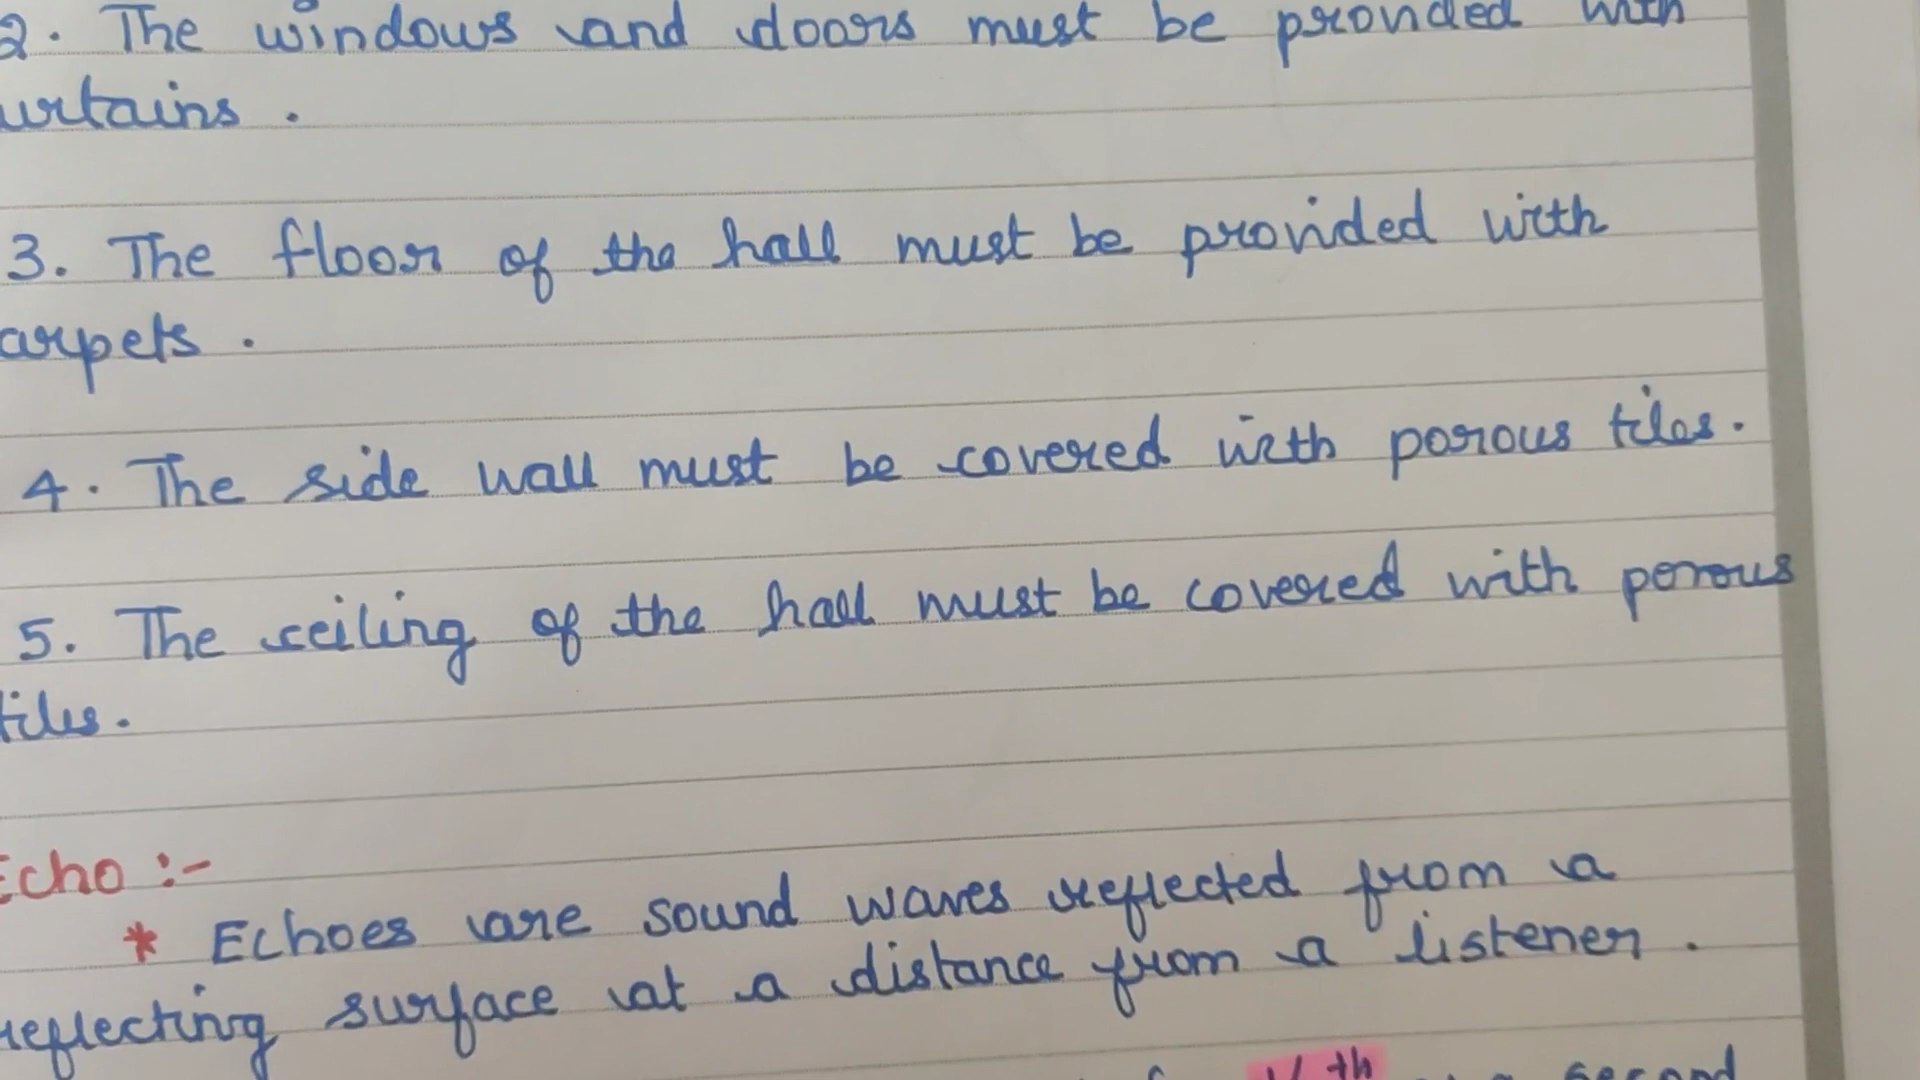 2. The windows and doors must be provided with
urtains.
3. The floor of the hall must be provided with
arpets.
4. The side wall must be covered with porous tiles.
5. The ceiling of the hall must be covered with porous
tiles.
Echo :-
* Echoes are sound waves reflected from a
reflecting surface at a distance from a listener.
th second